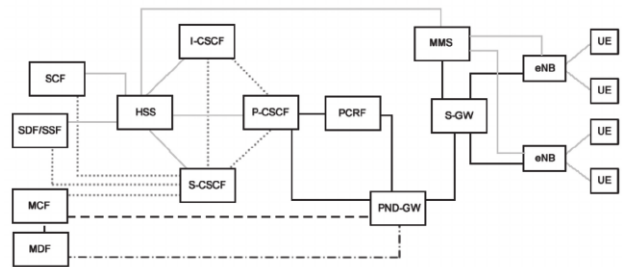 I-CSCF
MMS
UE
SCF
eNB
UE
HSS
P-CSCF
PCRF
S-GW
SDF/SSF
UE
eNB
S-CSCF
UE
MCF
PND-GW
MDF